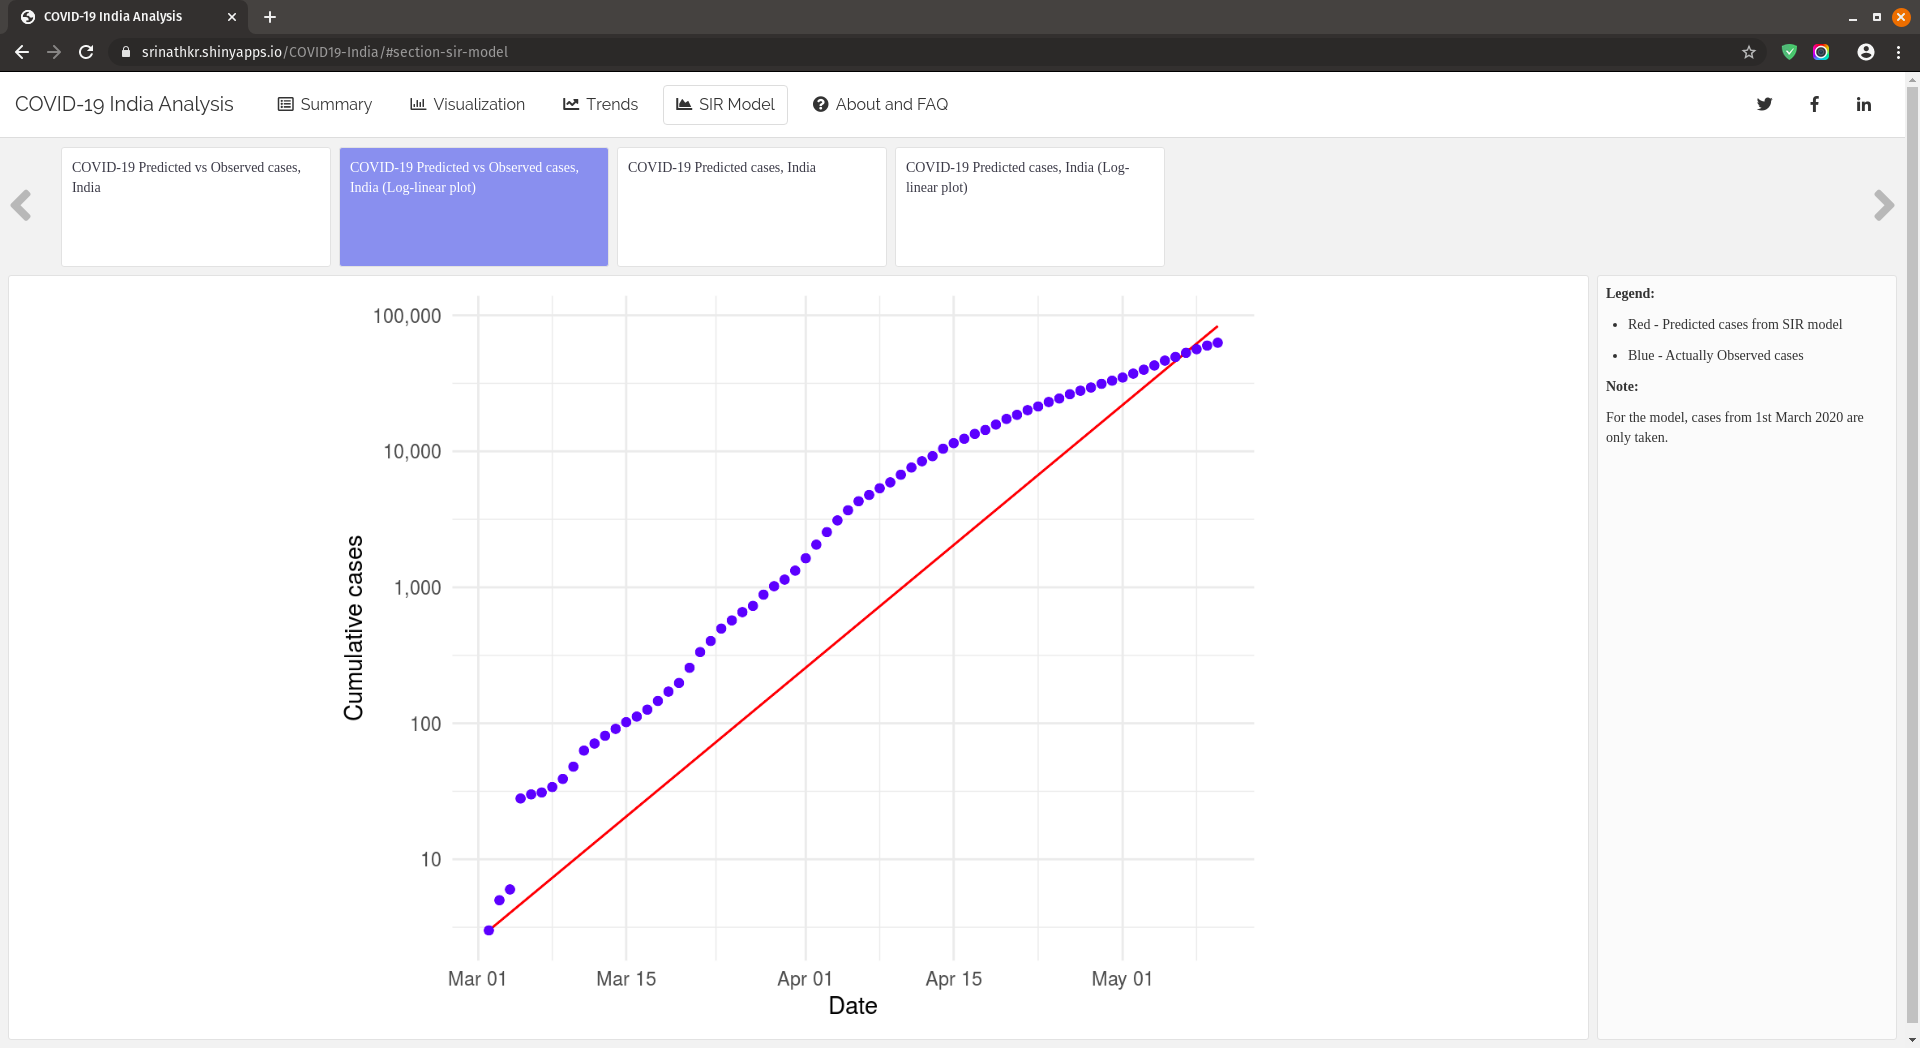 COVID-19 India Analysis
srinathkr.shinyapps.io/COVID19-India/#section-sir-model
COVID-19 India Analysis
Summary
Visualization
Trends
SIR Model
About and FAQ
COVID-19 Predicted vs Observed cases,
India
COVID-19 Predicted vs Observed cases,
India (Log-linear plot)
COVID-19 Predicted cases, India
COVID-19 Predicted cases, India (Log-
linear plot)
100,000
10,000
1,000
100
10
Cumulative cases
Mar 01
Mar 15
Apr 01
Apr 15
May 01
Date
Legend:
• Red - Predicted cases from SIR model
• Blue - Actually Observed cases
Note:
For the model, cases from 1st March 2020 are
only taken.